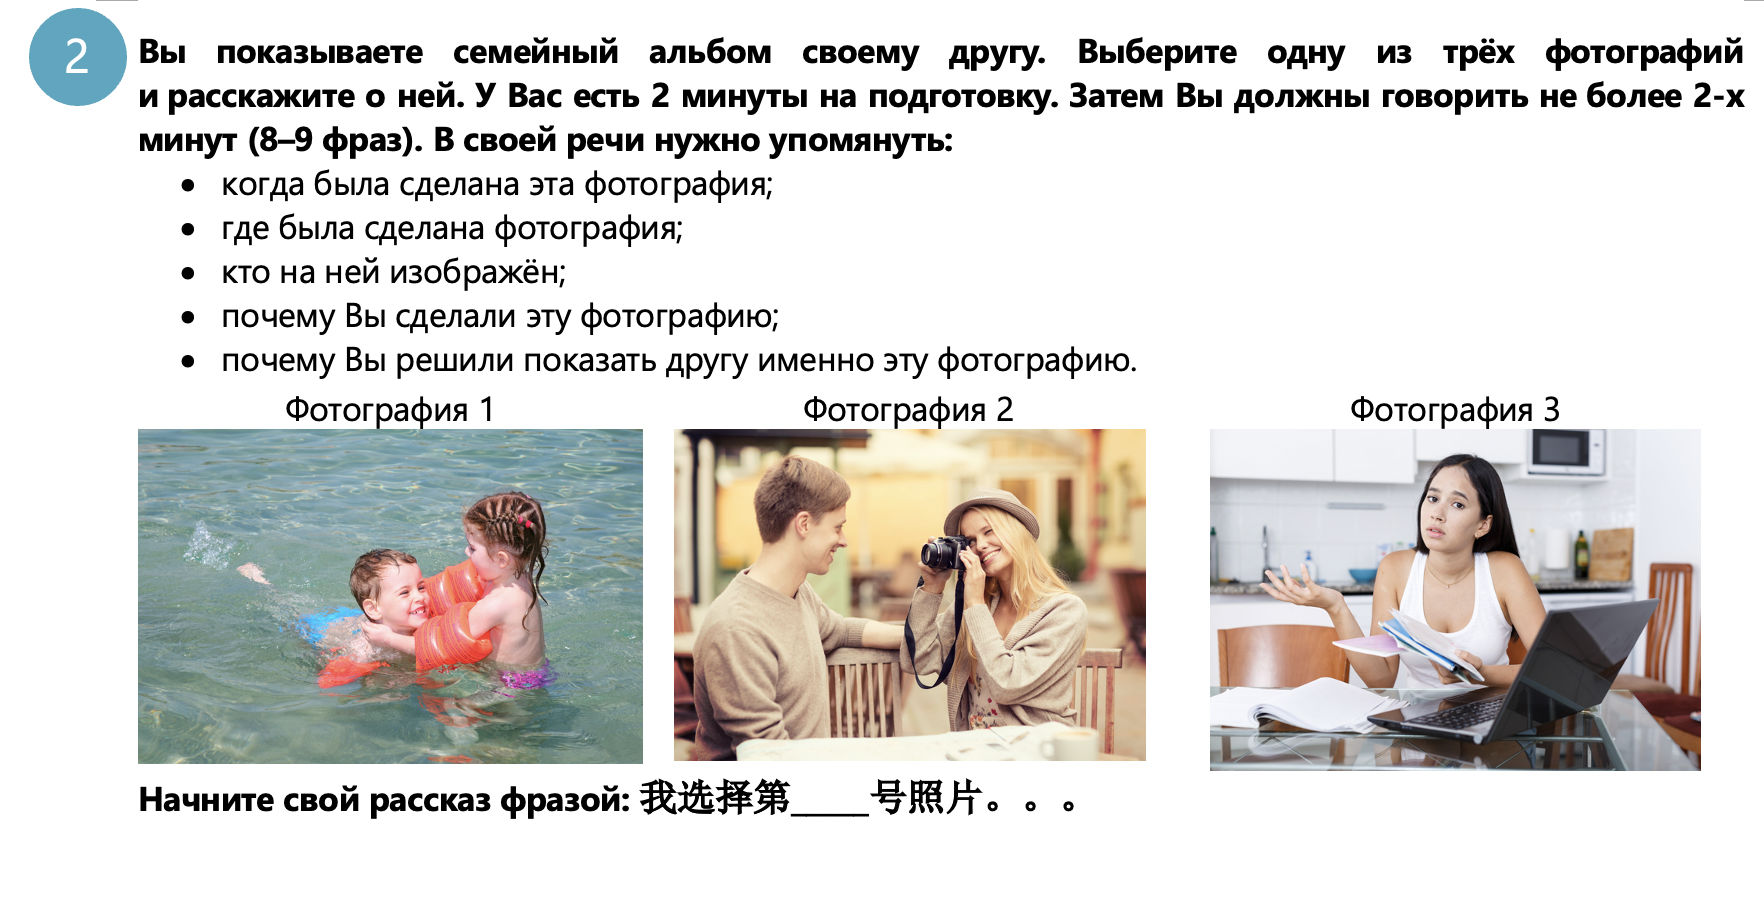 2
Вы показываете семейный альбом своему другу. Выберите одну из трёх фотографий
и расскажите о ней. У Вас есть 2 минуты на подготовку. Затем Вы должны говорить не более 2-х
минут (8–9 фраз). В своей речи нужно упомянуть:
• когда была сделана эта фотография;
• где была сделана фотография;
• кто на ней изображён;
• почему Вы сделали эту фотографию;
• почему Вы решили показать другу именно эту фотографию.
Фотография 1 Фотография 2 Фотография 3
Начните свой рассказ фразой: 我选择第____号照片。。。